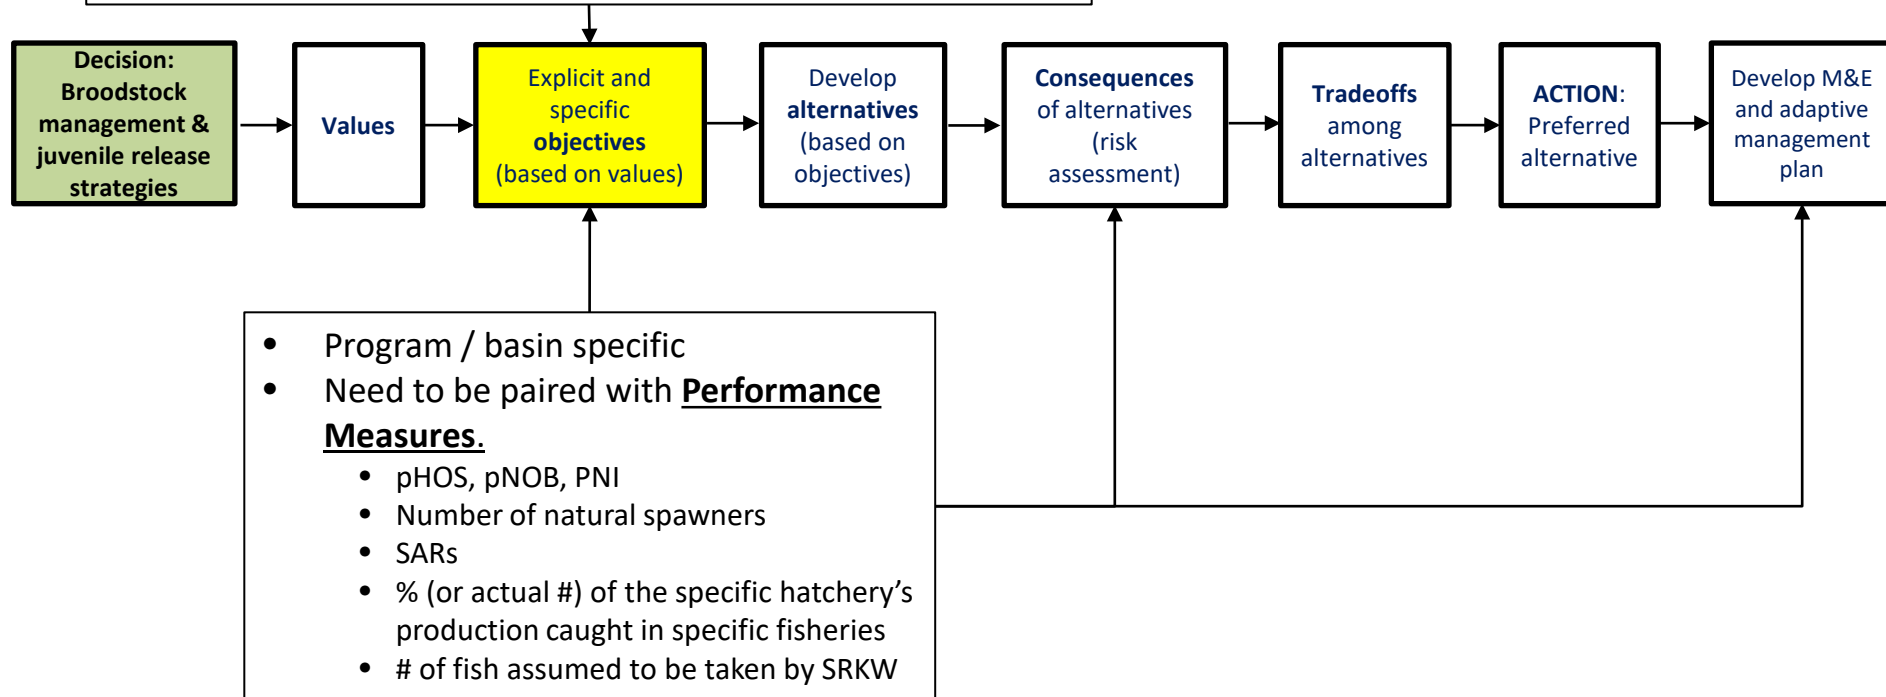 Decision:
Broodstock
management &
juvenile release
strategies
Values
Explicit and
specific
objectives
(based on values)
Develop
alternatives
(based on
objectives)
Consequences
of alternatives
(risk
assessment)
Tradeoffs
among
alternatives
ACTION:
Preferred
alternative
Develop M&E
and adaptive
management
plan
• Program / basin specific
• Need to be paired with Performance
Measures.
• pHOS, pNOB, PNI
• Number of natural spawners
• SARs
• % (or actual #) of the specific hatchery's
production caught in specific fisheries
• # of fish assumed to be taken by SRKW